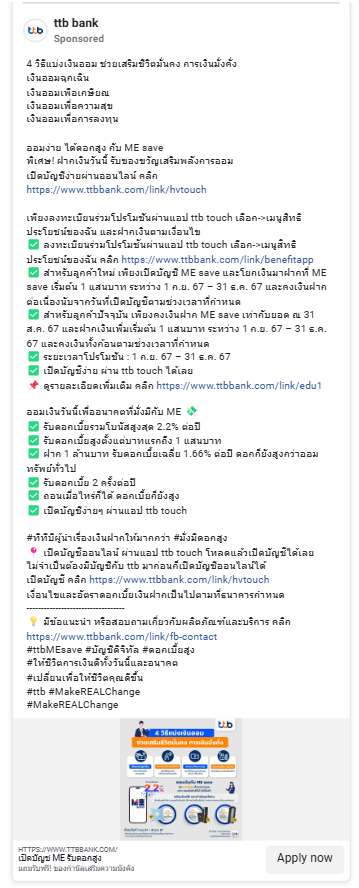 ttb bank
Sponsored
4 วิธีแบ่งเงินออม ช่วยเสริมชีวิตมั่นคง การเงินมั่งคั่ง
เงินออมฉุกเฉิน
เงินออมเพื่อเกษียณ
เงินออมเพื่อความสุข
เงินออมเพื่อการลงทุน
ออมง่าย ได้ดอกสูง กับ ME save
พิเศษ! ฝากเงินวันนี้ รับของขวัญเสริมพลังการออม
เปิดบัญชีง่ายผ่านออนไลน์ คลิก
https://www.ttbbank.com/link/hvtouch
เพียงลงทะเบียนร่วมโปรโมชันผ่านแอป ttb touch เลือก->เมนูสิทธิ
ประโยชน์ของฉัน และฝากเงินตามเงื่อนไข
✅ ลงทะเบียนร่วมโปรโมชันผ่านแอป ttb touch เลือก->เมนูสิทธิ
ประโยชน์ของฉัน คลิก https://www.ttbbank.com/link/benefitapp
✅ สำหรับลูกค้าใหม่ เพียงเปิดบัญชี ME save และโยกเงินมาฝากที่ ME
save เริ่มต้น 1 แสนบาท ระหว่าง 1 ก.ย. 67 – 31 ธ.ค. 67 และคงเงินฝาก
ต่อเนื่องนับจากวันที่เปิดบัญชีตามช่วงเวลาที่กำหนด
✅ สำหรับลูกค้าปัจจุบัน เพียงคงเงินฝาก ME save เท่ากับยอด ณ 31
ส.ค. 67 และฝากเงินเพิ่มเริ่มต้น 1 แสนบาท ระหว่าง 1 ก.ย. 67 – 31 ธ.ค.
67 และคงเงินทั้งก้อนตามช่วงเวลาที่กำหนด
✅ ระยะเวลาโปรโมชัน : 1 ก.ย. 67 – 31 ธ.ค. 67
✅ เปิดบัญชีง่าย ผ่าน ttb touch ได้เลย
📌 ดูรายละเอียดเพิ่มเติม คลิก https://www.ttbbank.com/link/edu1
ออมเงินวันนี้เพื่ออนาคตที่มั่งมีกับ ME 💸
✅ รับดอกเบี้ยรวมโบนัสสูงสุด 2.2% ต่อปี
✅ รับดอกเบี้ยสูงตั้งแต่บาทแรกถึง 1 แสนบาท
✅ ฝาก 1 ล้านบาท รับดอกเบี้ยเฉลี่ย 1.66% ต่อปี ดอกก็ยังสูงกว่าออม
ทรัพย์ทั่วไป
✅ รับดอกเบี้ย 2 ครั้งต่อปี
✅ ถอนเมื่อไหร่ก็ได้ ดอกเบี้ยก็ยังสูง
✅ เปิดบัญชีง่ายๆ ผ่านแอป ttb touch
#ทีทีบีผู้นำเรื่องเงินฝากให้มากกว่า #มั่งมีดอกสูง
📍 เปิดบัญชีออนไลน์ ผ่านแอป ttb touch โหลดแล้วเปิดบัญชีได้เลย
ไม่จำเป็นต้องมีบัญชีกับ ttb มาก่อนก็เปิดบัญชีออนไลน์ได้
เปิดบัญชี คลิก https://www.ttbbank.com/link/hvtouch
เงื่อนไขและอัตราดอกเบี้ยเงินฝากเป็นไปตามที่ธนาคารกำหนด
----------------------------------
💡 มีข้อแนะนำ หรือสอบถามเกี่ยวกับผลิตภัณฑ์และบริการ คลิก
https://www.ttbbank.com/link/fb-contact
#ttbMEsave #บัญชีดิจิทัล #ดอกเบี้ยสูง
#ให้ชีวิตการเงินดีทั้งวันนี้และอนาคต
#เปลี่ยนเพื่อให้ชีวิตคุณดีขึ้น
#ttb #MakeREALChange
#MakeREALChange
ttb
4 วิธีแบ่งเงินออม
ช่วยเสริมชีวิตมั่นคง การเงินมั่งคั่ง
2.2%
ME
HTTPS://WWW.TTBBANK.COM/
เปิดบัญชี ME รับดอกสูง
แถมรับฟรี! ของกำนัลเสริมความมั่งคั่ง
Apply now